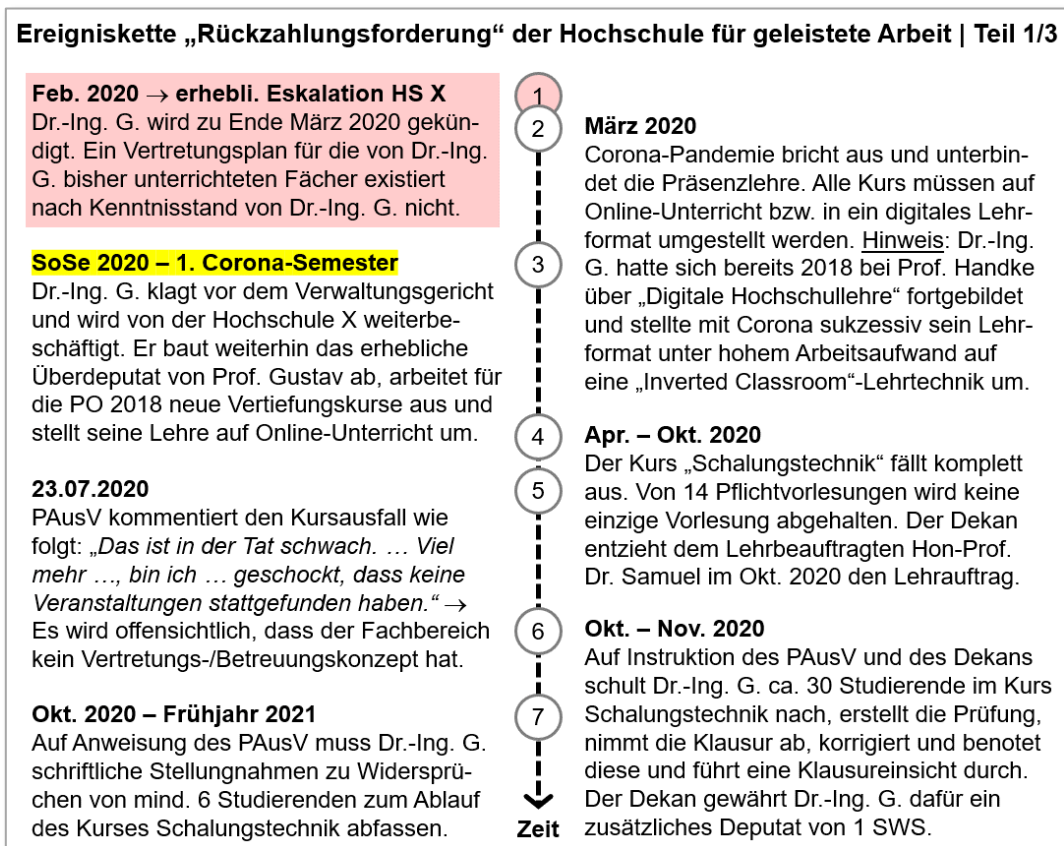 Ereigniskette „Rückzahlungsforderung“ der Hochschule für geleistete Arbeit | Teil 1/3
1
Feb. 2020 → erhebli. Eskalation HS X
Dr.-Ing. G. wird zu Ende März 2020 gekün-
digt. Ein Vertretungsplan für die von Dr.-Ing.
G. bisher unterrichteten Fächer existiert
nach Kenntnisstand von Dr.-Ing. G. nicht.
2
März 2020
Corona-Pandemie bricht aus und unterbin-
det die Präsenzlehre. Alle Kurs müssen auf
Online-Unterricht bzw. in ein digitales Lehr-
format umgestellt werden. Hinweis: Dr.-Ing.
G. hatte sich bereits 2018 bei Prof. Handke
über „Digitale Hochschullehre“ fortgebildet
und stellte mit Corona sukzessiv sein Lehr-
format unter hohem Arbeitsaufwand auf
eine „Inverted Classroom“-Lehrtechnik um.
3
SoSe 2020 – 1. Corona-Semester
Dr.-Ing. G. klagt vor dem Verwaltungsgericht
und wird von der Hochschule X weiterbe-
schäftigt. Er baut weiterhin das erhebliche
Überdeputat von Prof. Gustav ab, arbeitet für
die PO 2018 neue Vertiefungskurse aus und
stellt seine Lehre auf Online-Unterricht um.
4
Apr. – Okt. 2020
Der Kurs „Schalungstechnik“ fällt komplett
aus. Von 14 Pflichtvorlesungen wird keine
einzige Vorlesung abgehalten. Der Dekan
entzieht dem Lehrbeauftragten Hon-Prof.
Dr. Samuel im Okt. 2020 den Lehrauftrag.
5
23.07.2020
PAusV kommentiert den Kursausfall wie
folgt: „Das ist in der Tat schwach. … Viel
mehr …, bin ich … geschockt, dass keine
Veranstaltungen stattgefunden haben.“ →
Es wird offensichtlich, dass der Fachbereich
kein Vertretungs-/Betreuungskonzept hat.
6
Okt. – Nov. 2020
Auf Instruktion des PAusV und des Dekans
schult Dr.-Ing. G. ca. 30 Studierende im Kurs
Schalungstechnik nach, erstellt die Prüfung,
nimmt die Klausur ab, korrigiert und benotet
diese und führt eine Klausureinsicht durch.
Der Dekan gewährt Dr.-Ing. G. dafür ein
zusätzliches Deputat von 1 SWS.
7
Okt. 2020 – Frühjahr 2021
Auf Anweisung des PAusV muss Dr.-Ing. G.
schriftliche Stellungnahmen zu Widersprü-
chen von mind. 6 Studierenden zum Ablauf
des Kurses Schalungstechnik abfassen.
Zeit